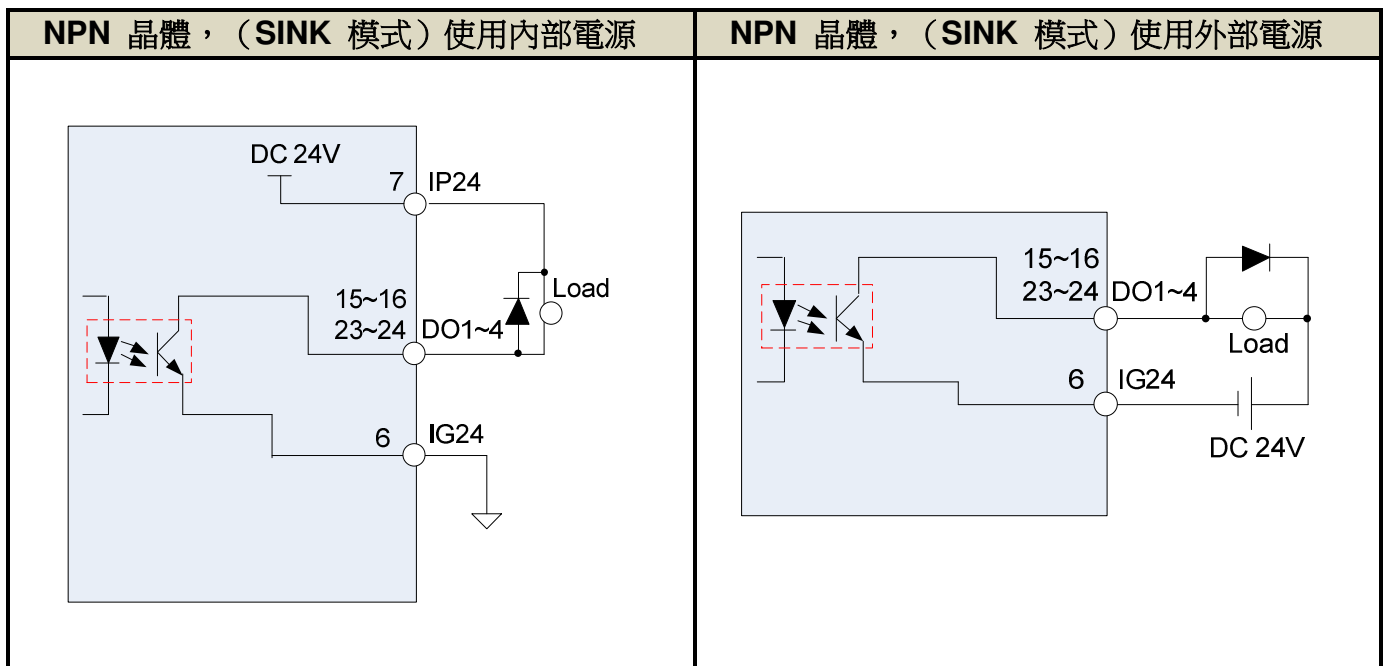 NPN 晶體，（SINK 模式）使用內部電源
NPN 晶體，（SINK 模式）使用外部電源
DC 24V
7 IP24
15~16
23~24 DO1~4
Load
6 IG24
15~16
23~24 DO1~4
Load
6 IG24
DC 24V